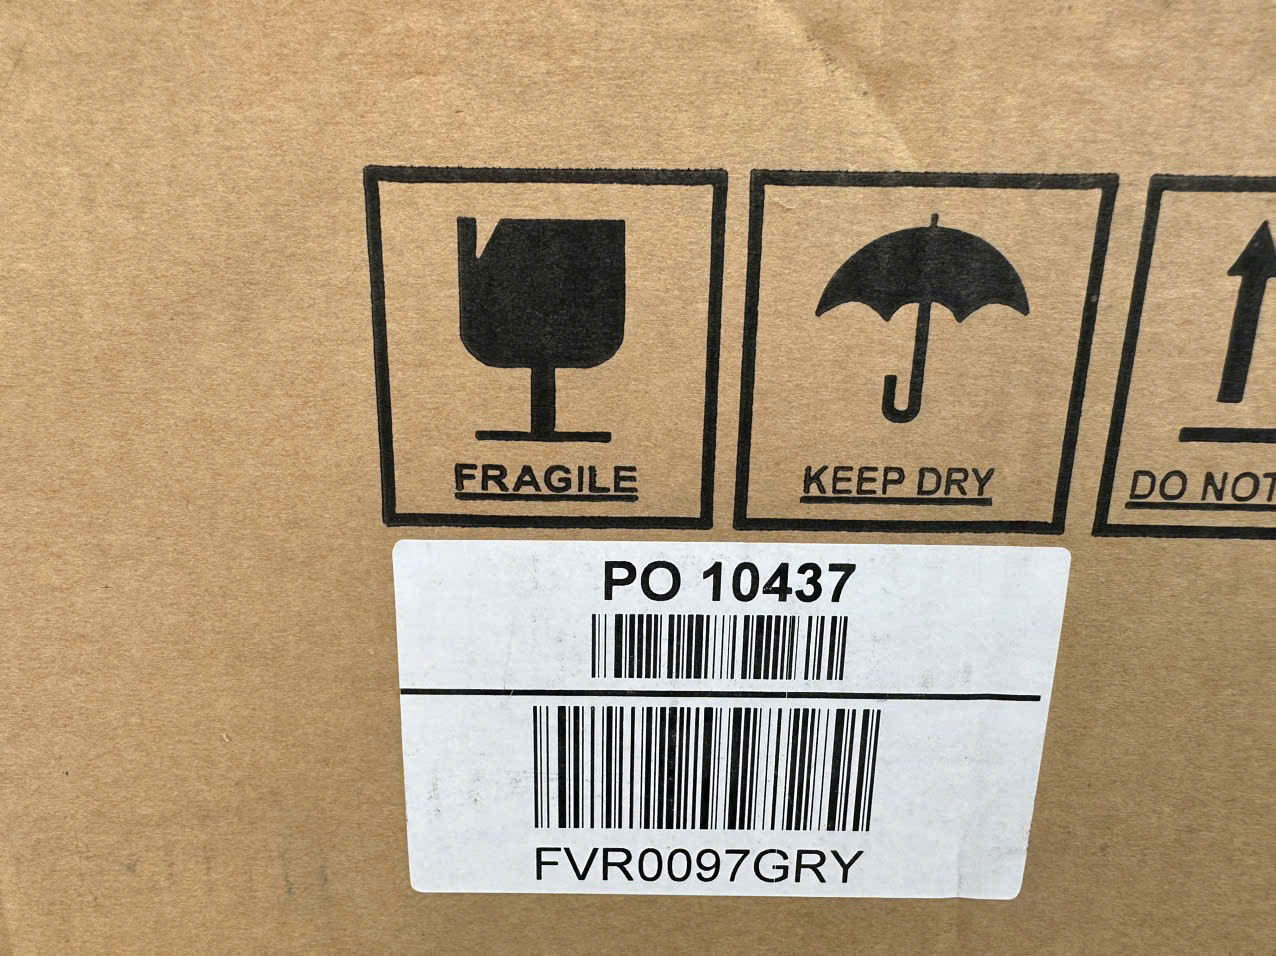 FRAGILE
KEEP DRY
DO NOT
PO 10437
FVR0097GRY